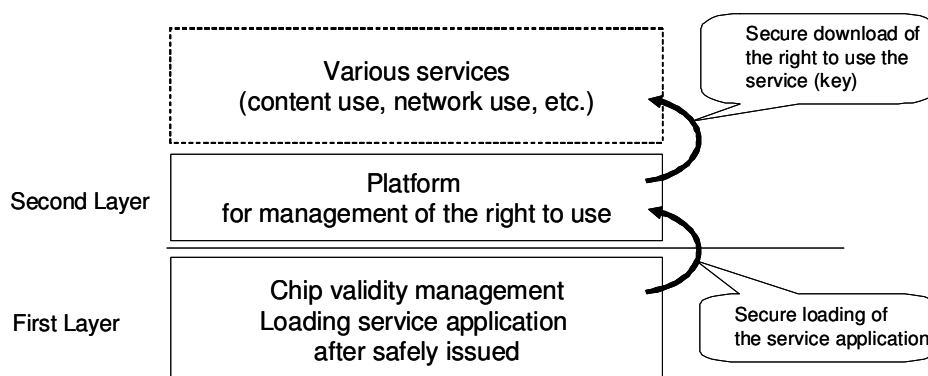 Secure download of
the right to use the
service (key)
Various services
(content use, network use, etc.)
Second Layer
Platform
for management of the right to use
First Layer
Chip validity management
Loading service application
after safely issued
Secure loading of
the service application